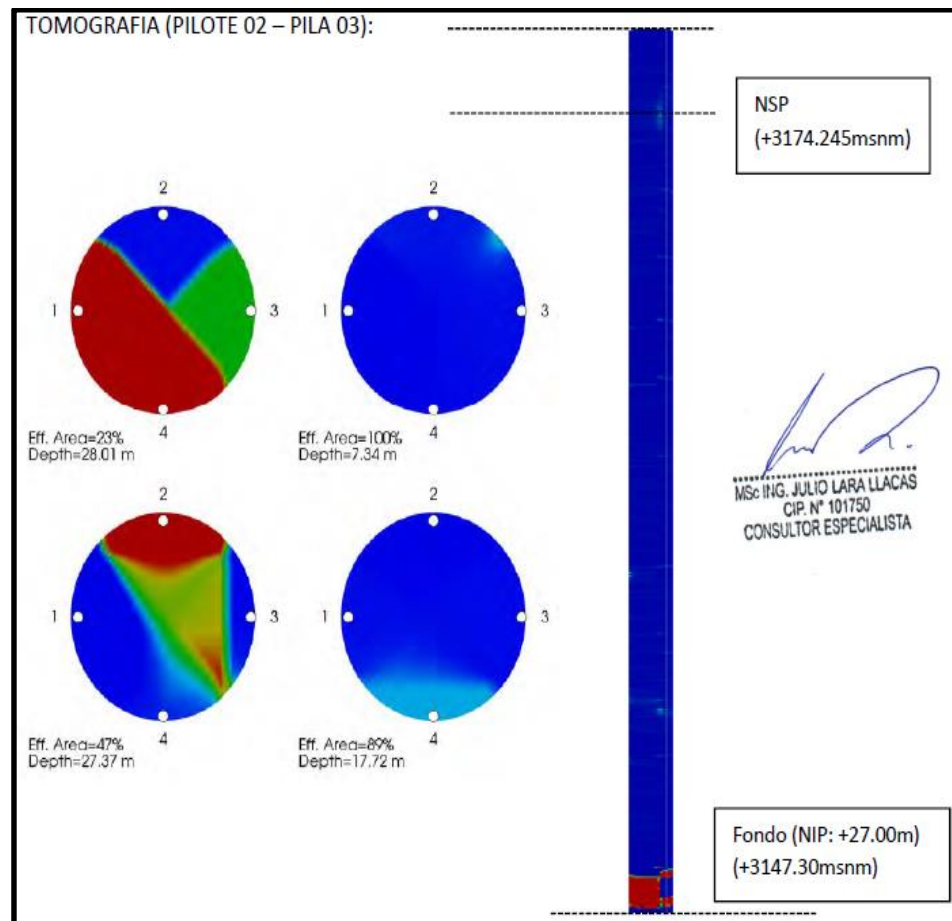 TOMOGRAFIA (PILOTE 02 – PILA 03):
NSP
(+3174.245msnm)
2
1
3
4
Eff. Area=23%
Depth=28.01 m
2
1
3
4
Eff. Area=100%
Depth=7.34 m
2
1
3
4
Eff. Area=47%
Depth=27.37 m
2
1
3
4
Eff. Area=89%
Depth=17.72 m
MSc ING. JULIO LARA LLACAS
CIP. N° 101750
CONSULTOR ESPECIALISTA
Fondo (NIP: +27.00m)
(+3147.30msnm)